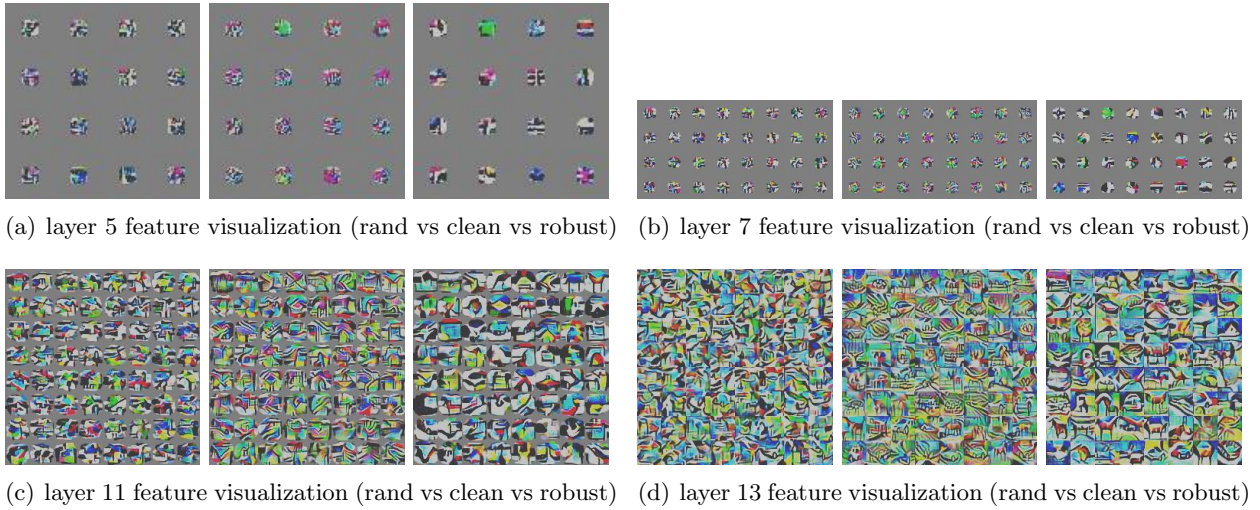 (a) layer 5 feature visualization (rand vs clean vs robust)
(b) layer 7 feature visualization (rand vs clean vs robust)
(c) layer 11 feature visualization (rand vs clean vs robust)
(d) layer 13 feature visualization (rand vs clean vs robust)